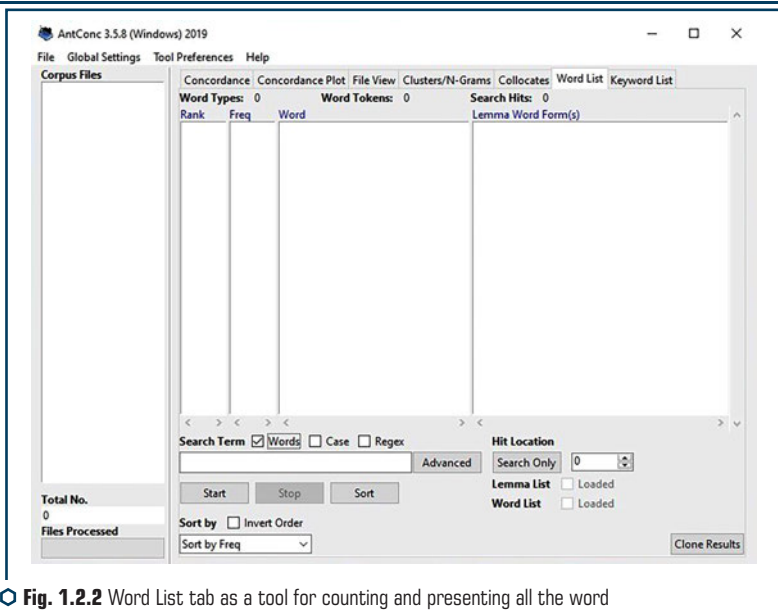 AntConc 3.5.8 (Windows) 2019
File Global Settings Tool Preferences Help
Corpus Files
Concordance Concordance Plot File View Clusters/N-Grams Collocates Word List Keyword List
Word Types: 0 Word Tokens: 0 Search Hits: 0
Rank Freq Word Lemma Word Form(s)
Search Term Words Case Regex Hit Location
Advanced Search Only 0
Lemma List Loaded
Start Stop Sort
Word List Loaded
Total No.
0
Files Processed
Sort by Invert Order
Sort by Freq Clone Results
Fig. 1.2.2 Word List tab as a tool for counting and presenting all the word